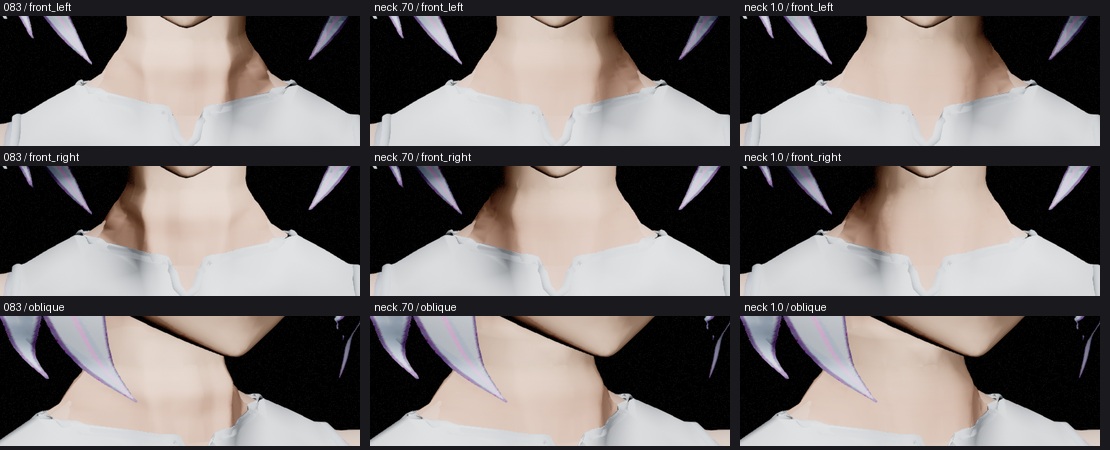 083 / front_left
neck .70 / front_left
neck 1.0 / front_left
083 / front_right
neck .70 / front_right
neck 1.0 / front_right
083 / oblique
neck .70 / oblique
neck 1.0 / oblique